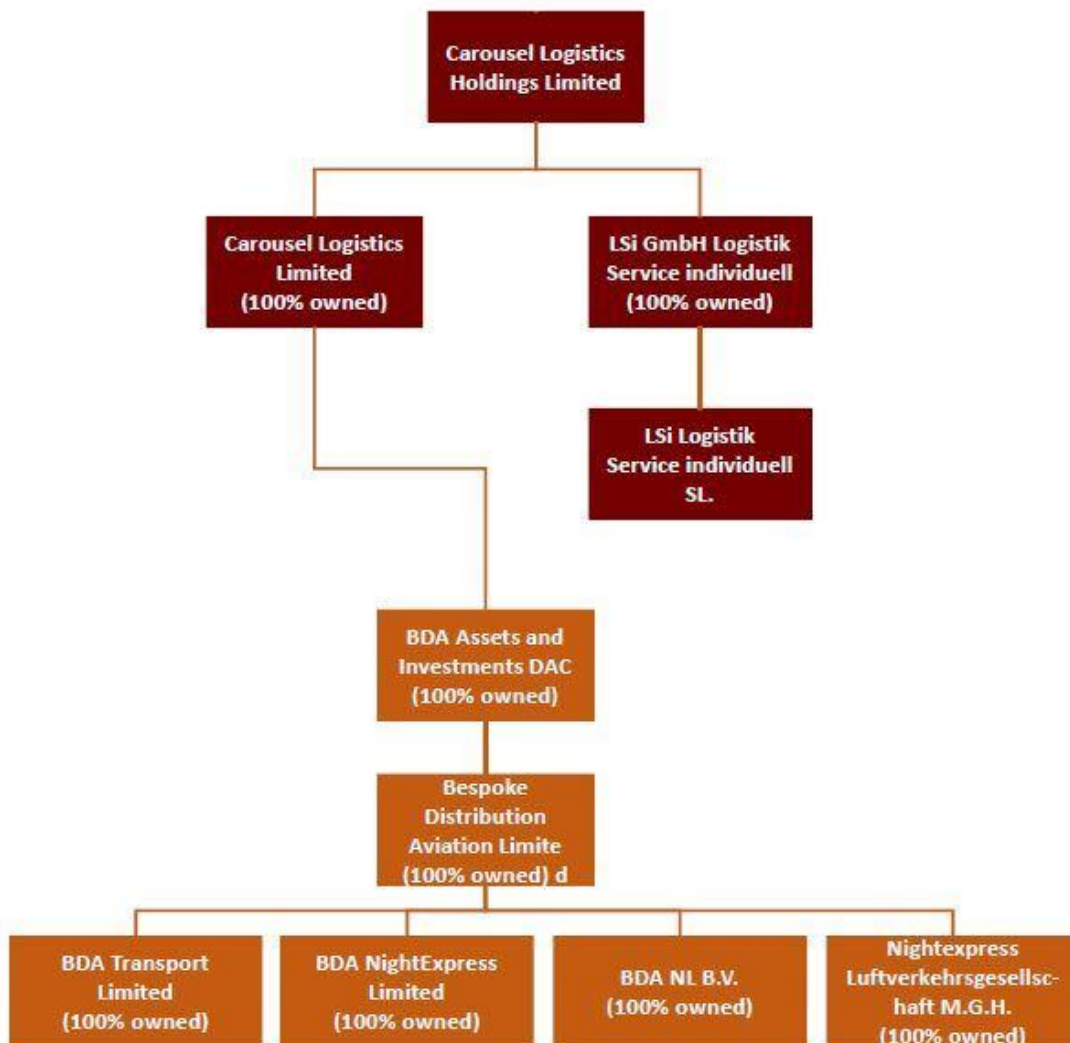 Carousel Logistics
Holdings Limited
Carousel Logistics
Limited
(100% owned)
LSi GmbH Logistik
Service individuell
(100% owned)
LSi Logistik
Service individuell
SL.
BDA Assets and
Investments DAC
(100% owned)
Bespoke
Distribution
Aviation Limite
(100% owned) d
BDA Transport
Limited
(100% owned)
BDA NightExpress
Limited
(100% owned)
BDA NL B.V.
(100% owned)
Nightexpress
Luftverkehrsgesellsc-
haft M.G.H.
(100% owned)